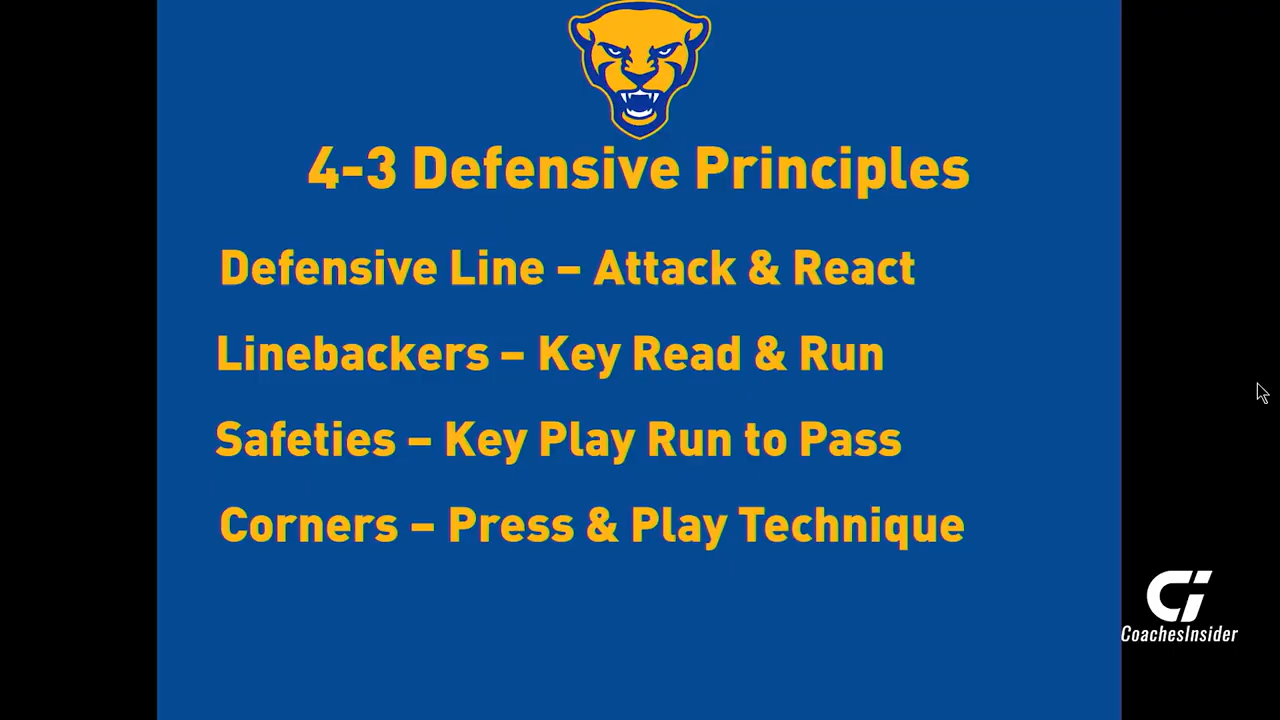 4-3 Defensive Principles
Defensive Line – Attack & React
Linebackers – Key Read & Run
Safeties – Key Play Run to Pass
Corners – Press & Play Technique
Ci
CoachesInsider